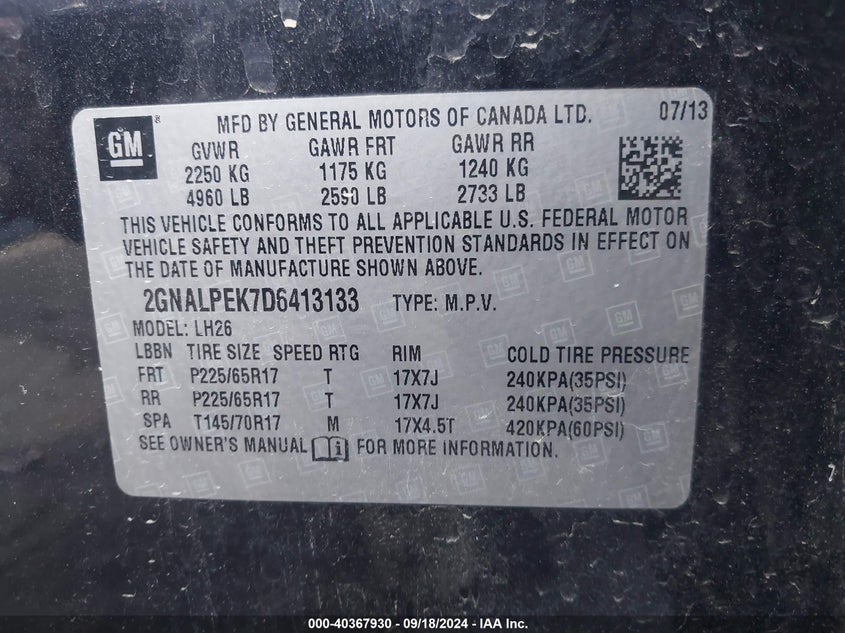 GM
®
MFD BY GENERAL MOTORS OF CANADA LTD. 07/13
GVWR GAWR FRT GAWR RR
2250 KG 1175 KG 1240 KG
4960 LB 2590 LB 2733 LB
THIS VEHICLE CONFORMS TO ALL APPLICABLE U.S. FEDERAL MOTOR
VEHICLE SAFETY AND THEFT PREVENTION STANDARDS IN EFFECT ON
THE DATE OF MANUFACTURE SHOWN ABOVE.
2GNALPEK7D6413133 TYPE: M.P.V.
MODEL: LH26
LBBN TIRE SIZE SPEED RTG RIM COLD TIRE PRESSURE
FRT P225/65R17 T 17X7J 240KPA(35PSI)
RR P225/65R17 T 17X7J 240KPA(35PSI)
SPA T145/70R17 M 17X4.5T 420KPA(60PSI)
SEE OWNER'S MANUAL FOR MORE INFORMATION.
000-40367930 - 09/18/2024 - IAA Inc.